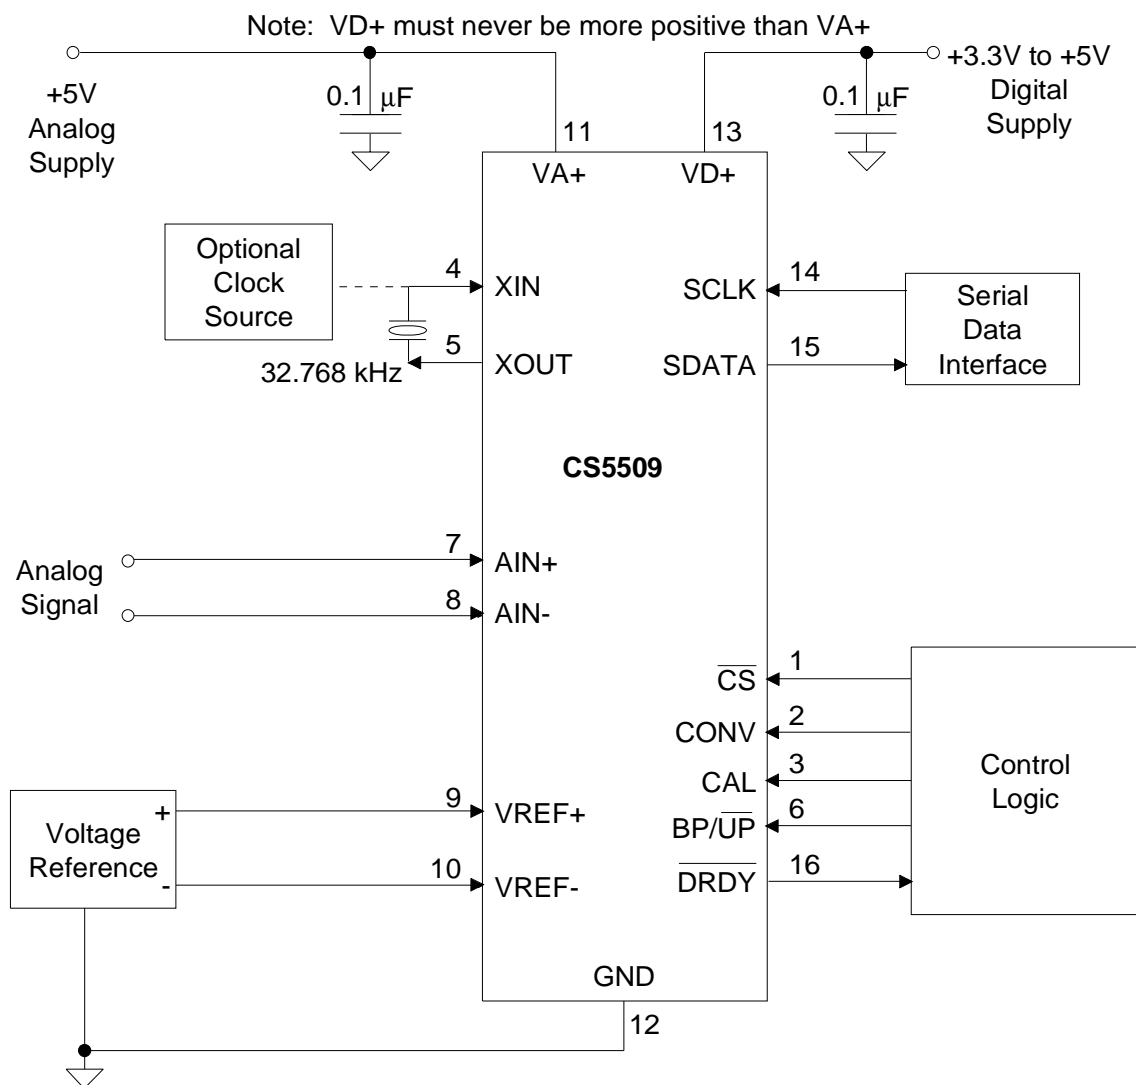 Note: VD+ must never be more positive than VA+
+5V
Analog
Supply
0.1 μF
11
13
0.1 μF
+3.3V to +5V
Digital
Supply
VA+
VD+
Optional
Clock
Source
4
XIN
5
XOUT
32.768 kHz
SCLK
14
SDATA
15
Serial
Data
Interface
CS5509
Analog
Signal
7
AIN+
8
AIN-
C̅S̅
1
CONV
2
CAL
3
BP/U̅P̅
6
D̅R̅D̅Y̅
16
Control
Logic
Voltage
Reference
+
-
9
VREF+
10
VREF-
GND
12